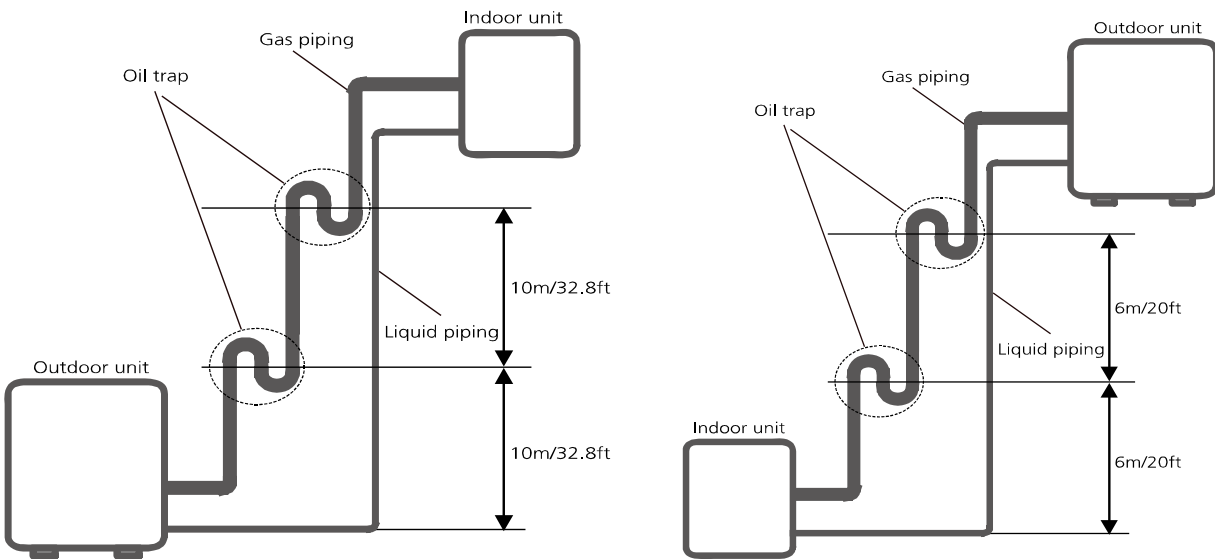 Indoor unit
Gas piping
Oil trap
10m/32.8ft
Liquid piping
Outdoor unit
10m/32.8ft
Outdoor unit
Gas piping
Oil trap
6m/20ft
Liquid piping
Indoor unit
6m/20ft